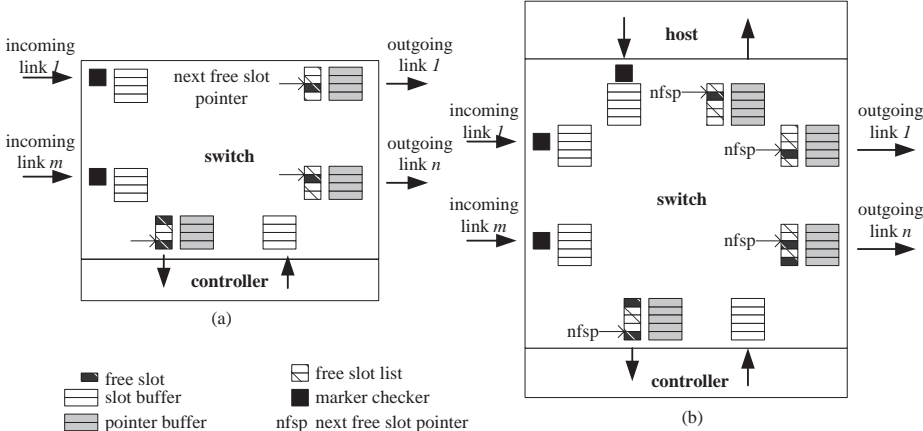 incoming
link 1
outgoing
link 1
next free slot
pointer
incoming
link m
switch
outgoing
link n
controller
(a)
host
nfsp
incoming
link 1
nfsp
outgoing
link 1
switch
incoming
link m
nfsp
outgoing
link n
nfsp
controller
(b)
free slot
slot buffer
pointer buffer
free slot list
marker checker
nfsp next free slot pointer